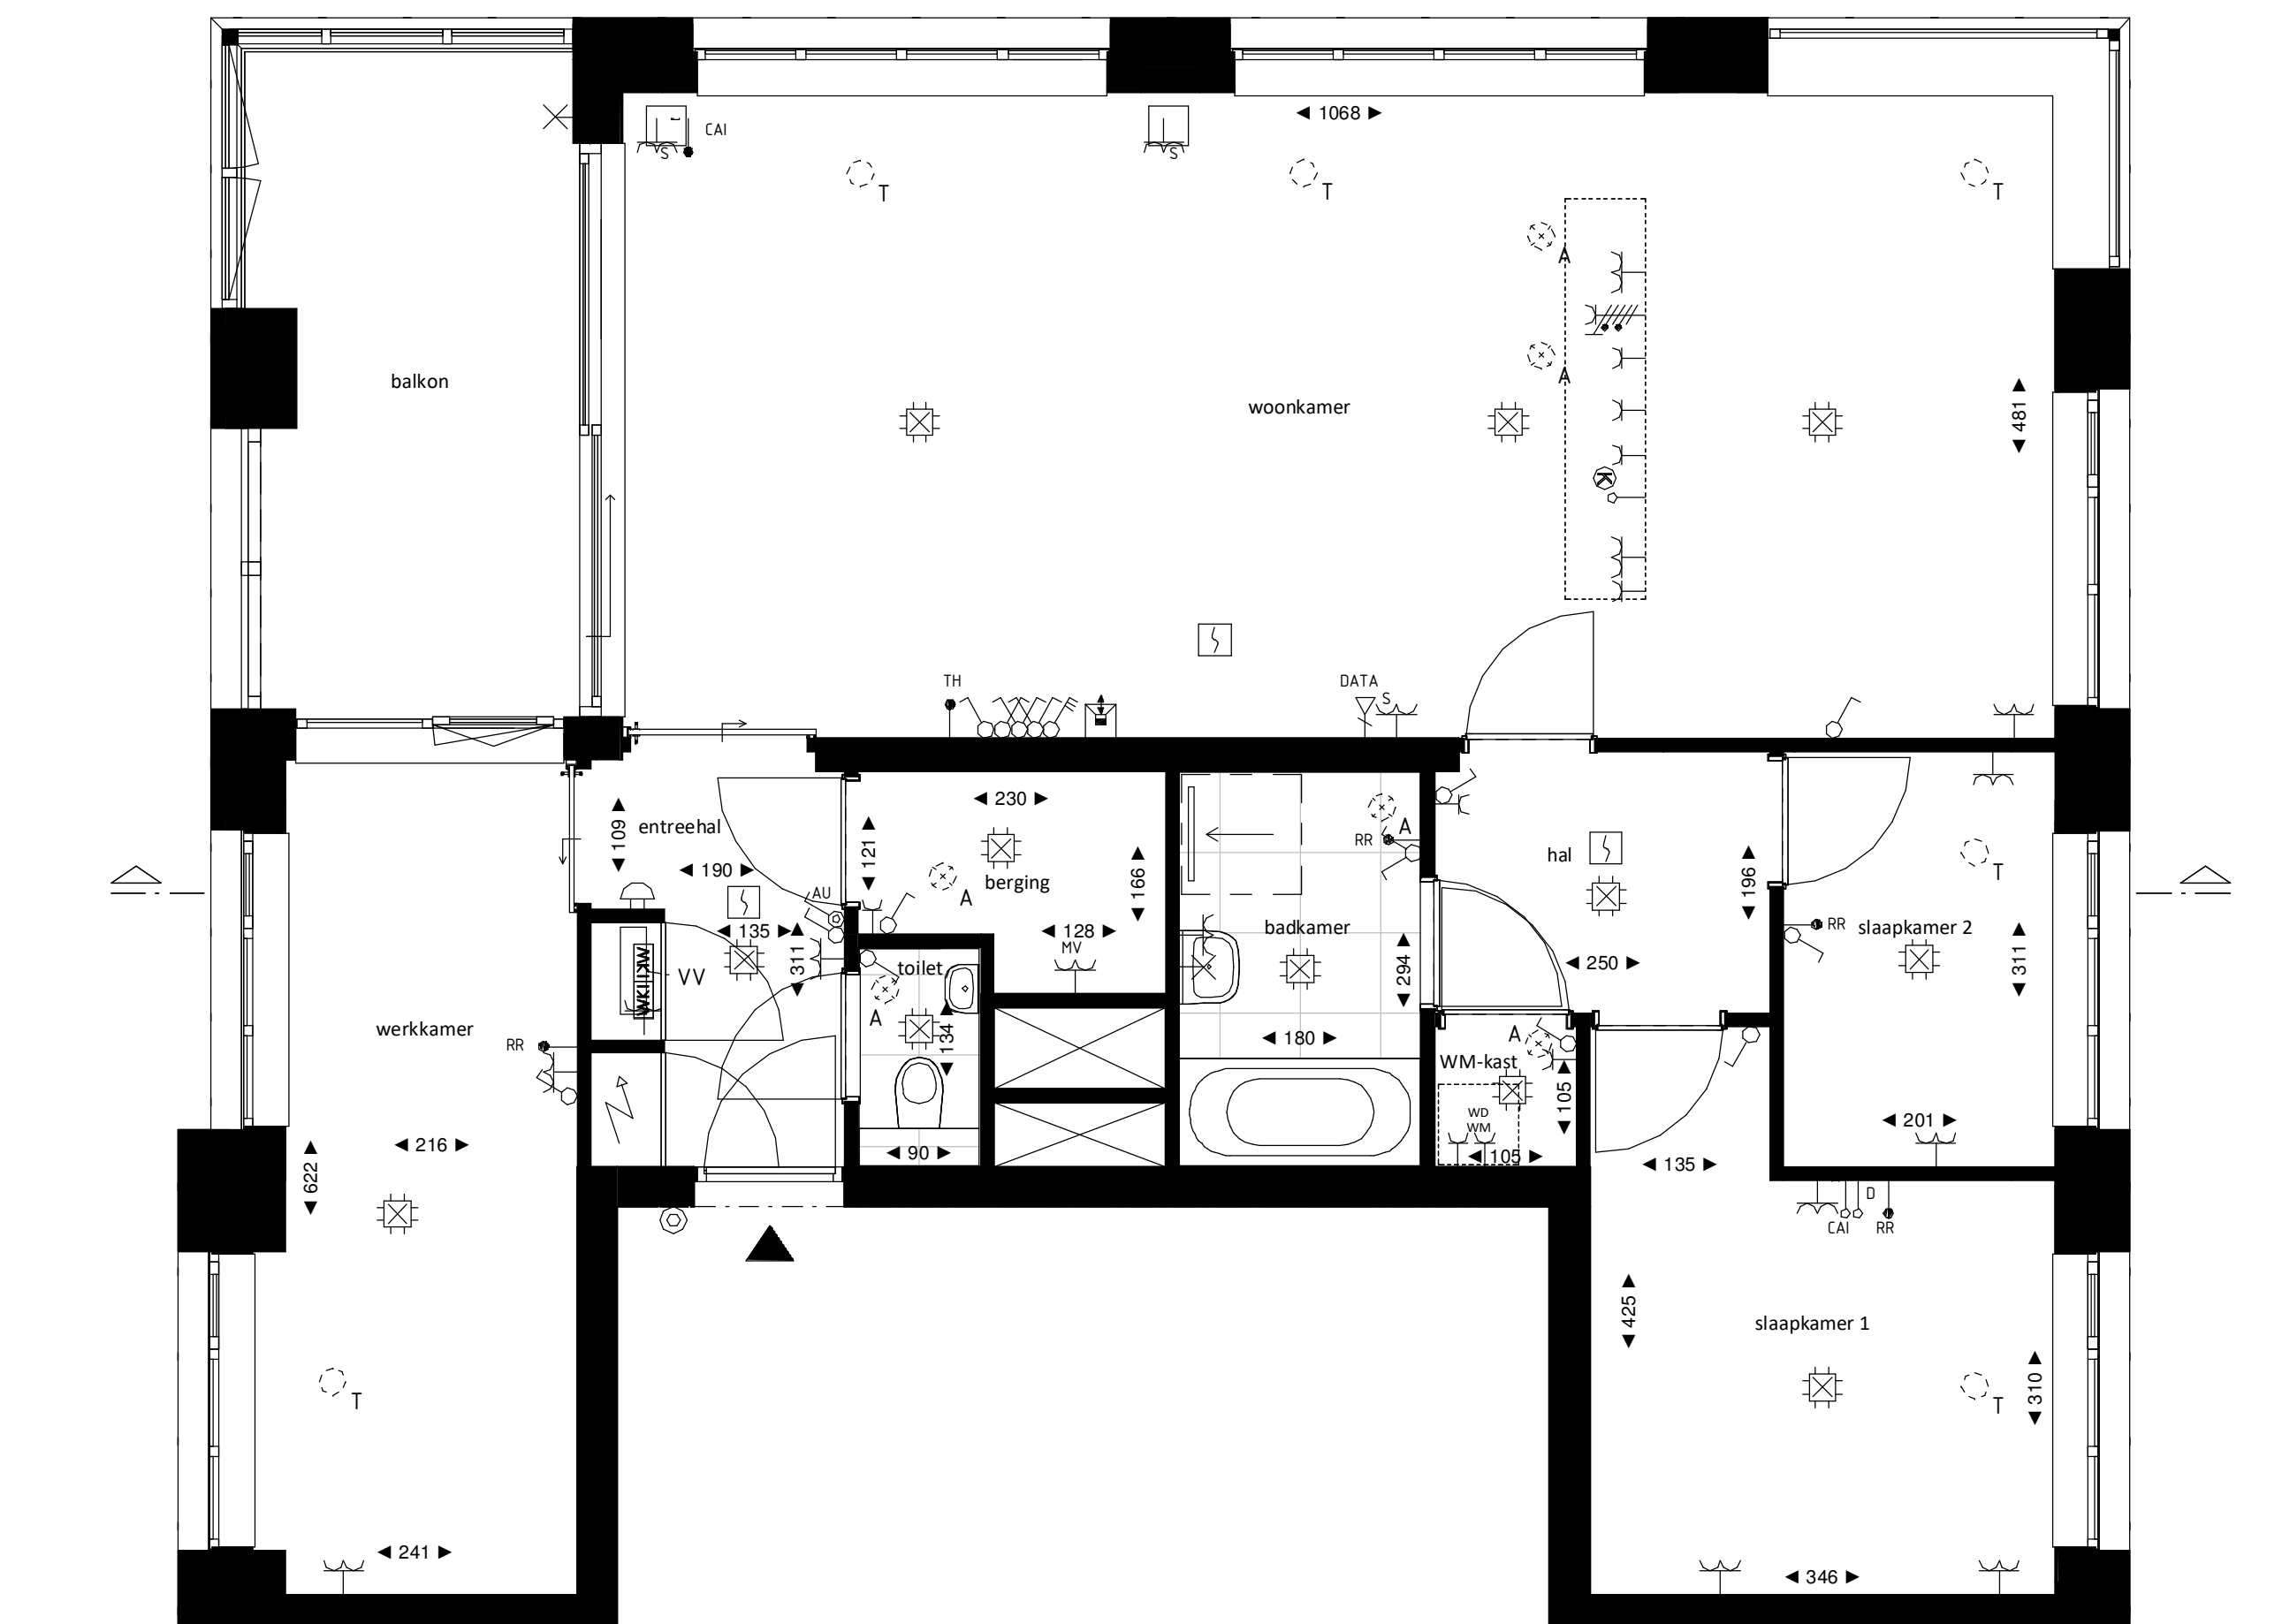 ◄ 1068 ►
CAI
S
S
T
T
T
A
A
balkon
woonkamer
◄ 481 ►
K
TH
DATA
S
◄ 230 ►
◄ 109 ►
entreehal
◄ 121 ►
A
RR
hal
T
◄ 190 ►
berging
◄ 166 ►
◄ 196 ►
AU
A
◄ 135 ►
◄ 128 ►
badkamer
RR
slaapkamer 2
MV
◄ 311 ►
toilet
◄ 294 ►
◄ 250 ►
◄ 311 ►
WKI
WKI
VV
A
werkkamer
RR
◄ 134 ►
◄ 180 ►
A
WM-kast
◄ 105 ►
WD
WM
◄ 201 ►
◄ 216 ►
◄ 90 ►
◄ 105 ►
◄ 135 ►
◄ 622 ►
D
CAI
RR
◄ 425 ►
slaapkamer 1
◄ 310 ►
T
T
◄ 241 ►
◄ 346 ►